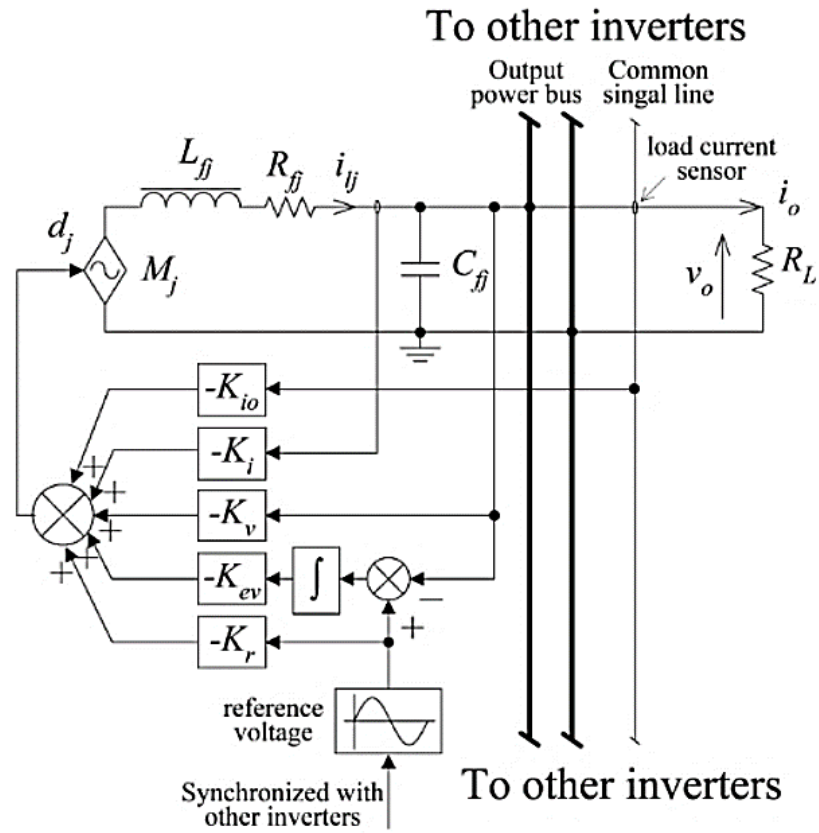 To other inverters
Output
power bus
Common
singal line
load current
sensor
L_fj
R_fj
i_lj
i_o
d_j
M_j
C_fj
v_o
R_L
-K_io
-K_i
-K_v
-K_ev
∫
-K_r
+
+
+
+
+
−
+
reference
voltage
Synchronized with
other inverters
To other inverters